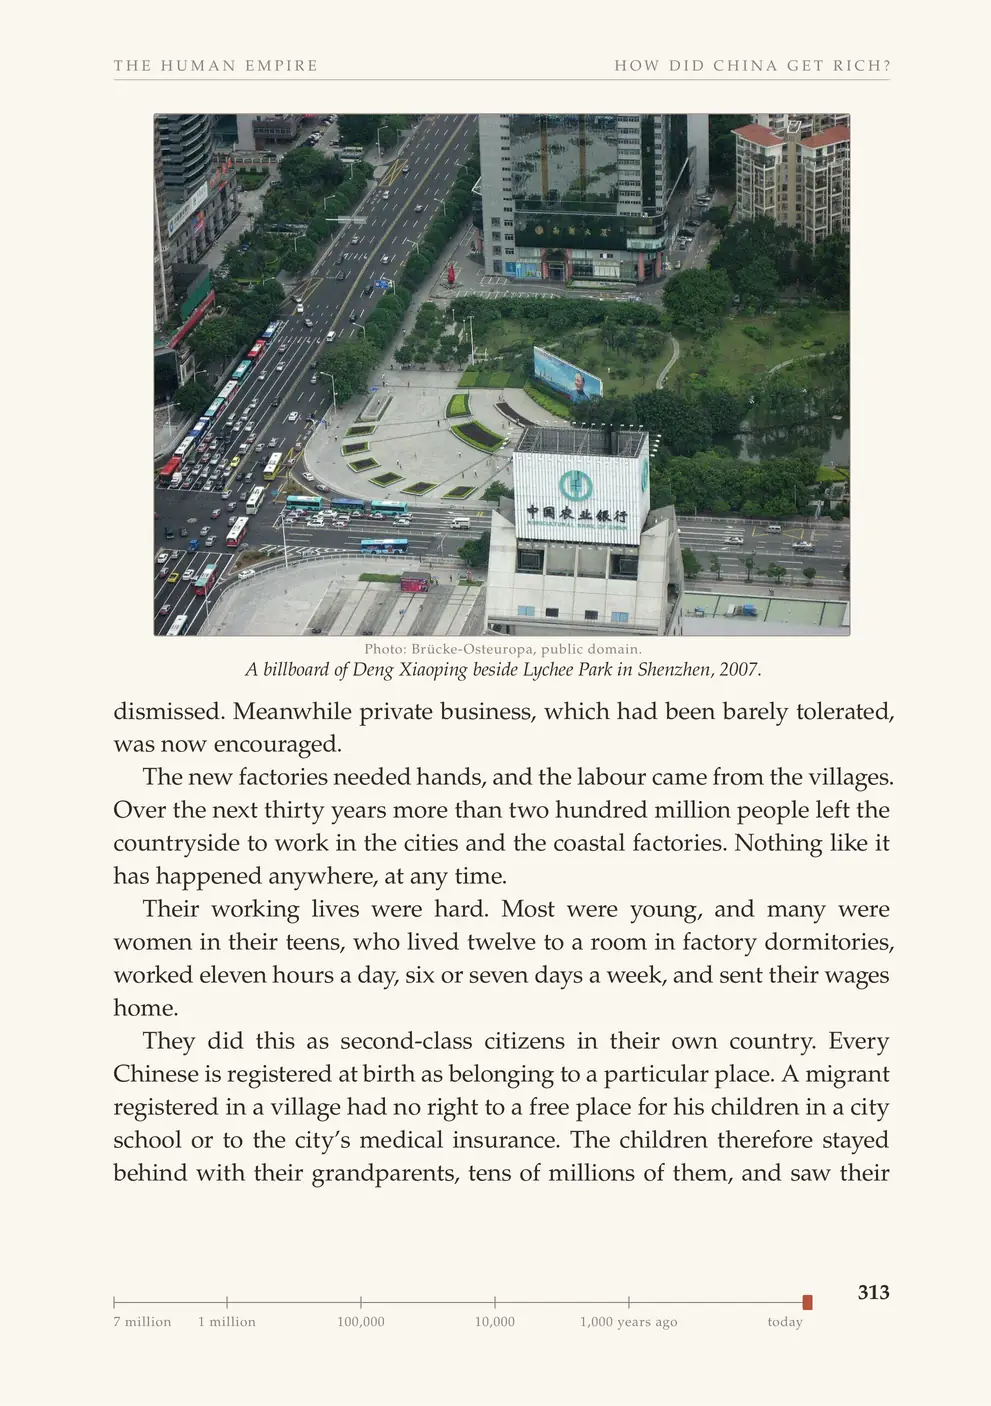 THE HUMAN EMPIRE
HOW DID CHINA GET RICH?
中国农业银行
Photo: Brücke-Osteuropa, public domain.
A billboard of Deng Xiaoping beside Lychee Park in Shenzhen, 2007.
dismissed. Meanwhile private business, which had been barely tolerated,
was now encouraged.
The new factories needed hands, and the labour came from the villages.
Over the next thirty years more than two hundred million people left the
countryside to work in the cities and the coastal factories. Nothing like it
has happened anywhere, at any time.
Their working lives were hard. Most were young, and many were
women in their teens, who lived twelve to a room in factory dormitories,
worked eleven hours a day, six or seven days a week, and sent their wages
home.
They did this as second-class citizens in their own country. Every
Chinese is registered at birth as belonging to a particular place. A migrant
registered in a village had no right to a free place for his children in a city
school or to the city’s medical insurance. The children therefore stayed
behind with their grandparents, tens of millions of them, and saw their
313
7 million 1 million 100,000 10,000 1,000 years ago today